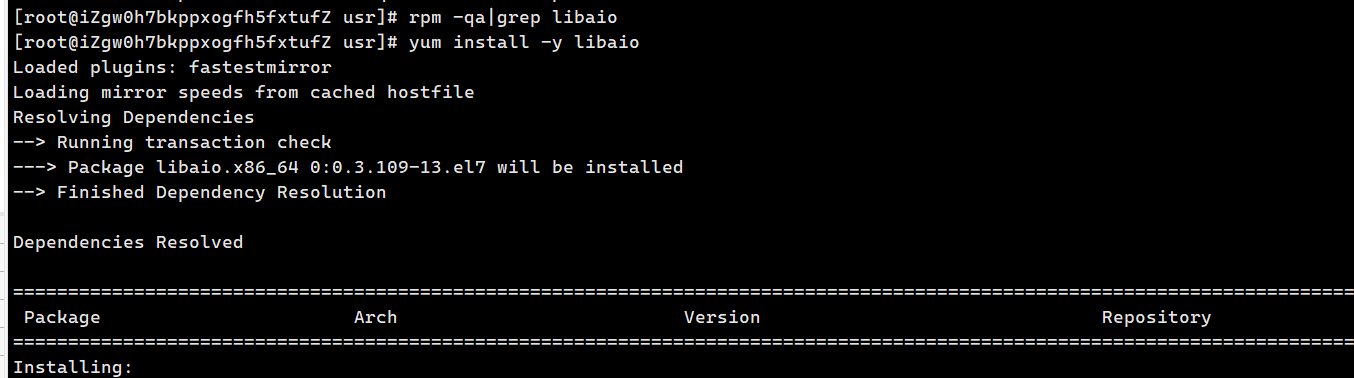 [root@iZgw0h7bkppxogfh5fxtufZ usr]# rpm -qa|grep libaio
[root@iZgw0h7bkppxogfh5fxtufZ usr]# yum install -y libaio
Loaded plugins: fastestmirror
Loading mirror speeds from cached hostfile
Resolving Dependencies
--> Running transaction check
---> Package libaio.x86_64 0:0.3.109-13.el7 will be installed
--> Finished Dependency Resolution
Dependencies Resolved
================================================================================================================================
Package Arch Version Repository
================================================================================================================================
Installing: